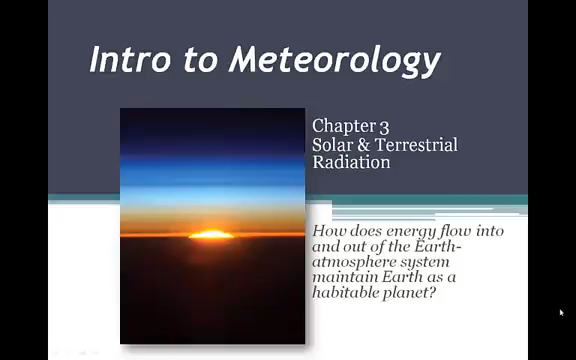 Intro to Meteorology
Chapter 3
Solar & Terrestrial
Radiation
How does energy flow into
and out of the Earth-
atmosphere system
maintain Earth as a
habitable planet?